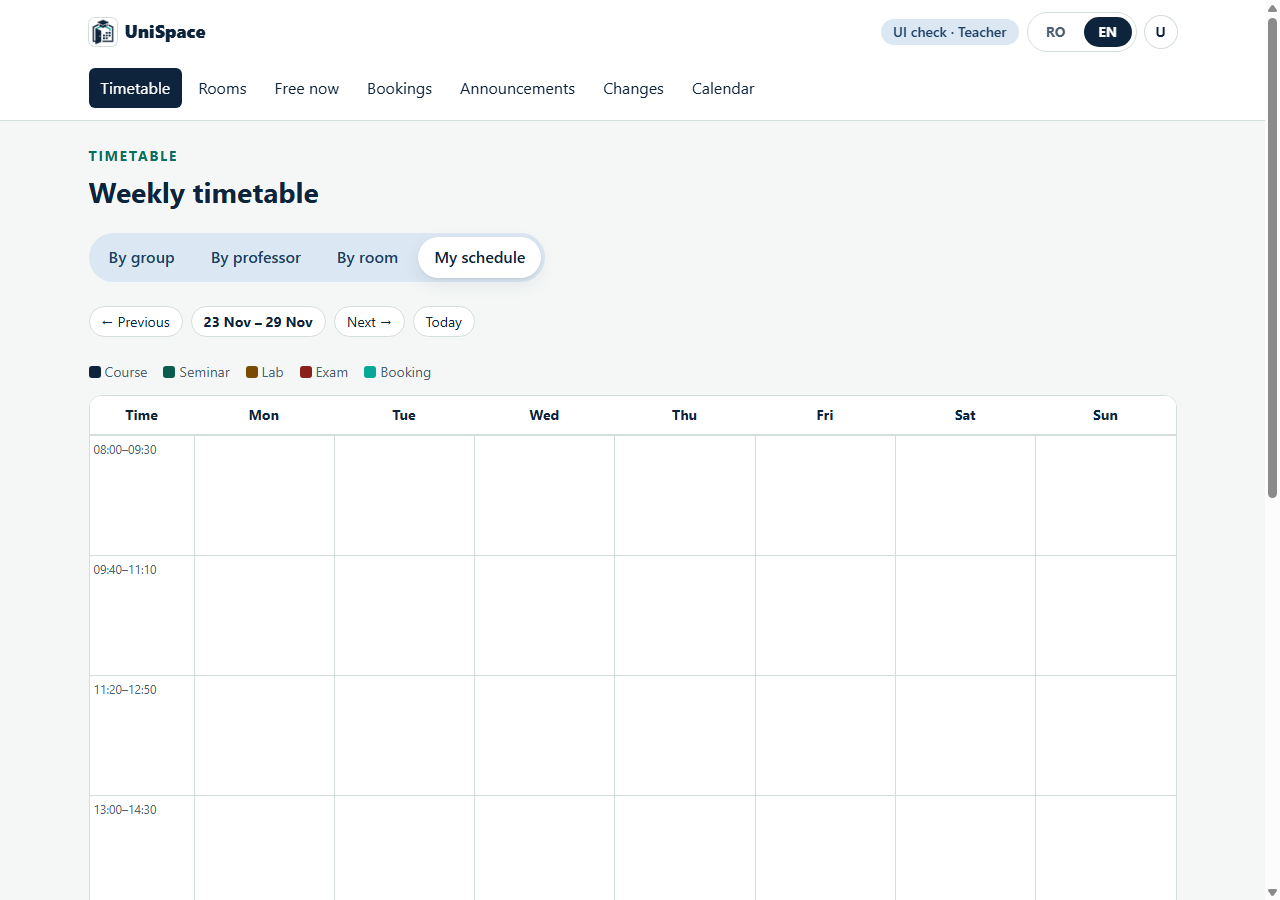 UniSpace
UI check · Teacher
RO EN U
Timetable Rooms Free now Bookings Announcements Changes Calendar
TIMETABLE
Weekly timetable
By group By professor By room My schedule
← Previous 23 Nov – 29 Nov Next → Today
Course Seminar Lab Exam Booking
Time Mon Tue Wed Thu Fri Sat Sun
08:00–09:30
09:40–11:10
11:20–12:50
13:00–14:30